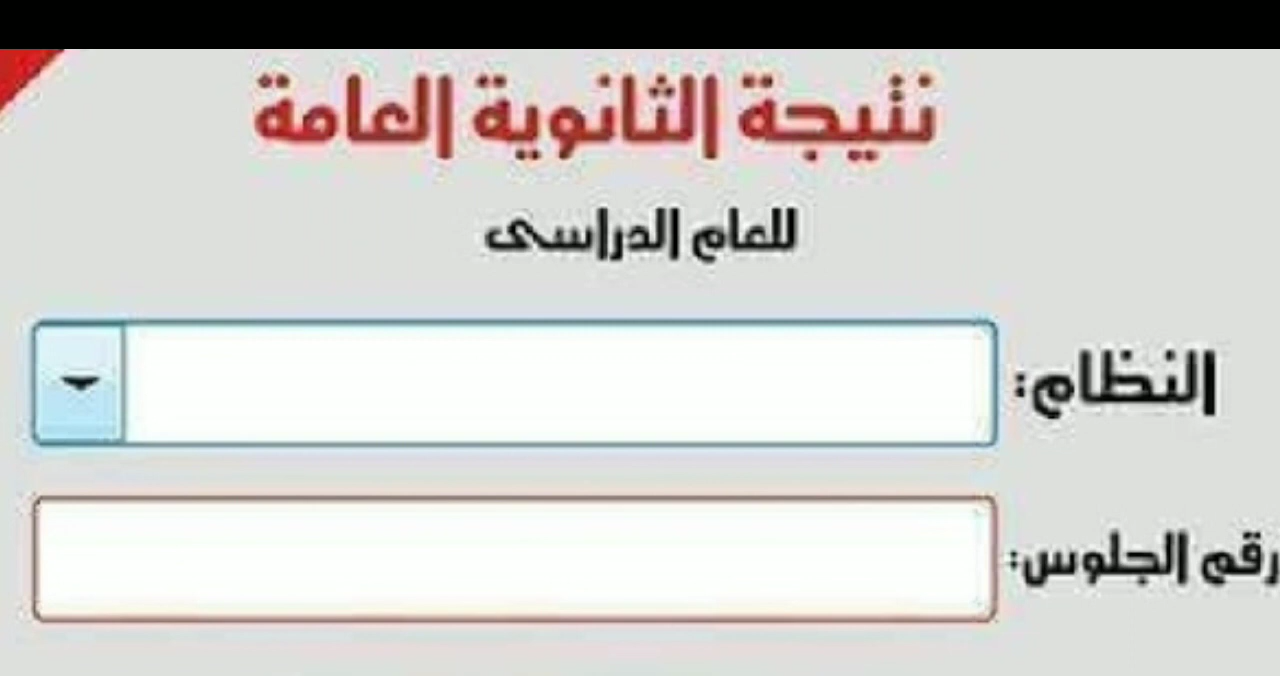 نتيجة الثانوية العامة
للعام الدراسى
النظام:
رقم الجلوس: